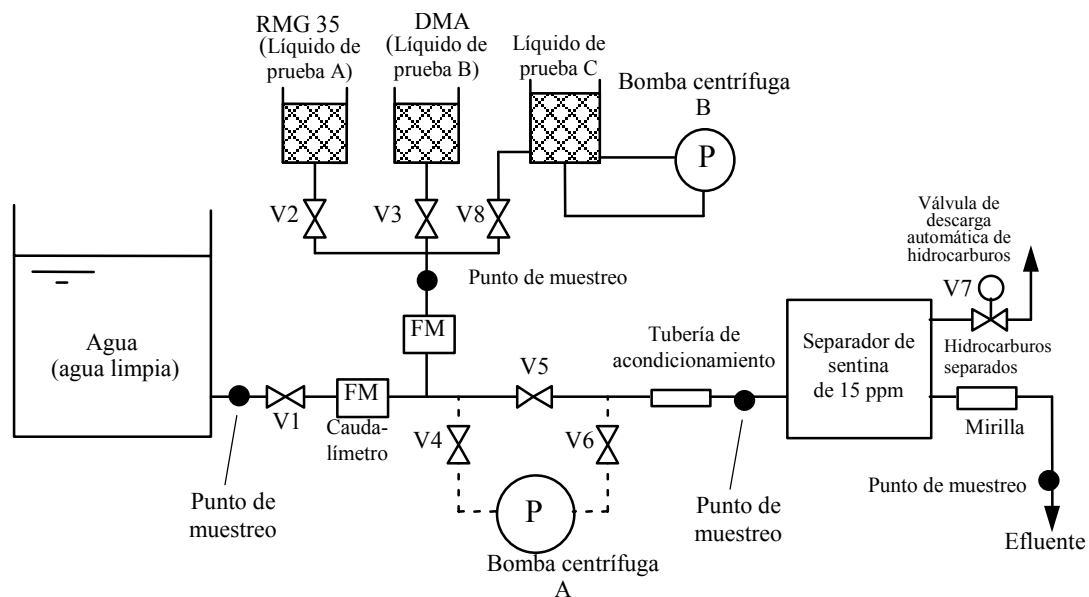 RMG 35
(Líquido de
prueba A)
DMA
(Líquido de
prueba B)
Líquido de
prueba C
Bomba centrífuga
B
P
V2
V3
V8
Válvula de
descarga
automática de
hidrocarburos
V7
Punto de muestreo
FM
Agua
(agua limpia)
Tubería de
acondicionamiento
Separador de
sentina
de 15 ppm
Hidrocarburos
separados
V5
FM
V1
Cauda-
límetro
V4
V6
Mirilla
Punto de
muestreo
P
Punto de
muestreo
Punto de muestreo
Bomba centrífuga
A
Efluente